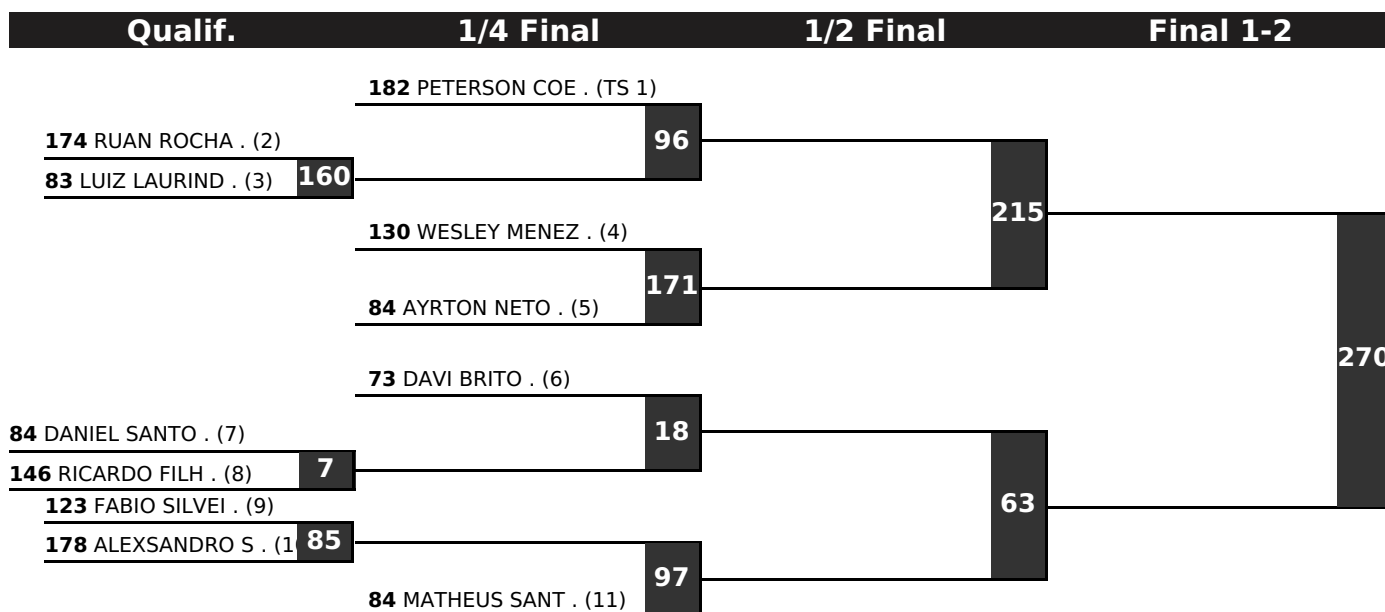 Qualif. 1/4 Final 1/2 Final Final 1-2
182 PETERSON COE . (TS 1)
96
174 RUAN ROCHA . (2)
83 LUIZ LAURIND . (3) 160
215
130 WESLEY MENEZ . (4)
171
84 AYRTON NETO . (5)
270
73 DAVI BRITO . (6)
18
84 DANIEL SANTO . (7)
146 RICARDO FILH . (8) 7
63
123 FABIO SILVEI . (9)
178 ALEXSANDRO S . (1 85
97
84 MATHEUS SANT . (11)